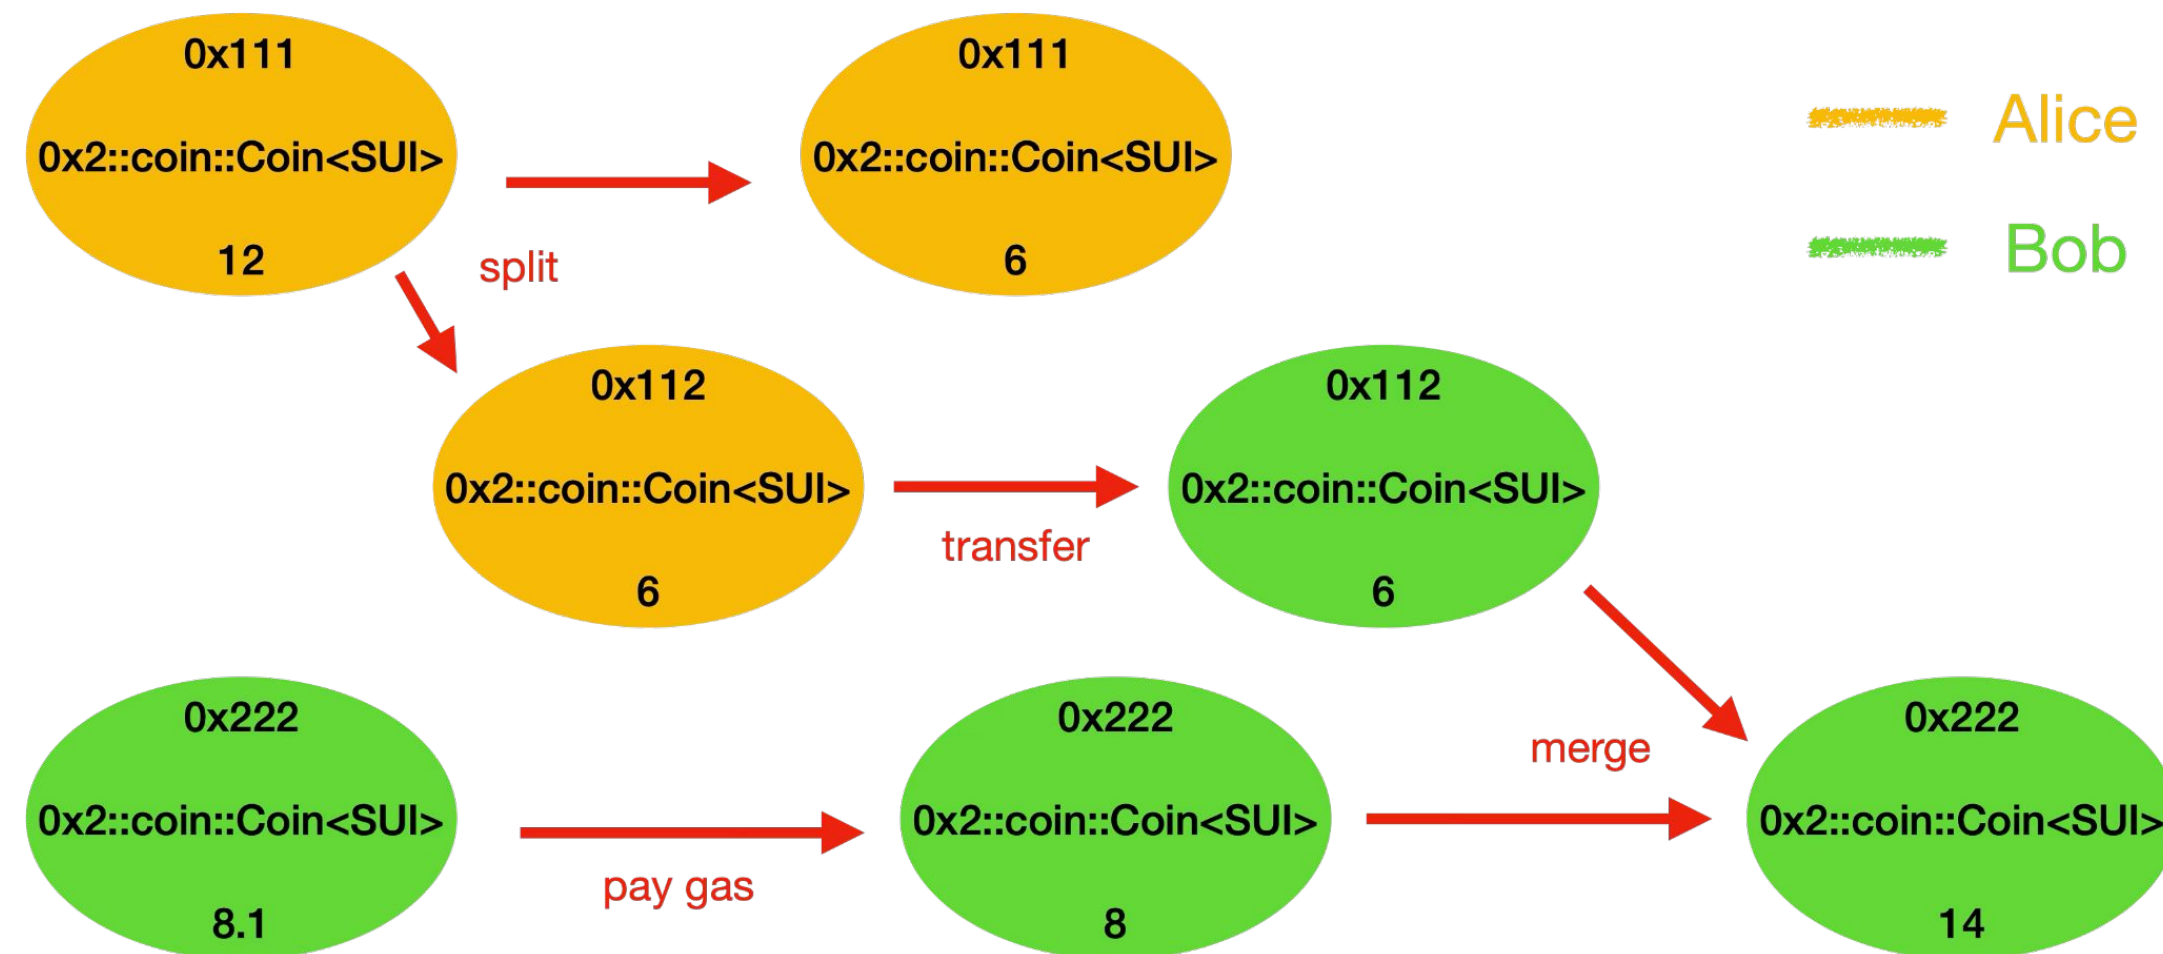 0x111
0x2::coin::Coin<SUI>
12
split
0x111
0x2::coin::Coin<SUI>
6
Alice
Bob
0x112
0x2::coin::Coin<SUI>
6
transfer
0x112
0x2::coin::Coin<SUI>
6
0x222
0x2::coin::Coin<SUI>
8.1
pay gas
0x222
0x2::coin::Coin<SUI>
8
merge
0x222
0x2::coin::Coin<SUI>
14